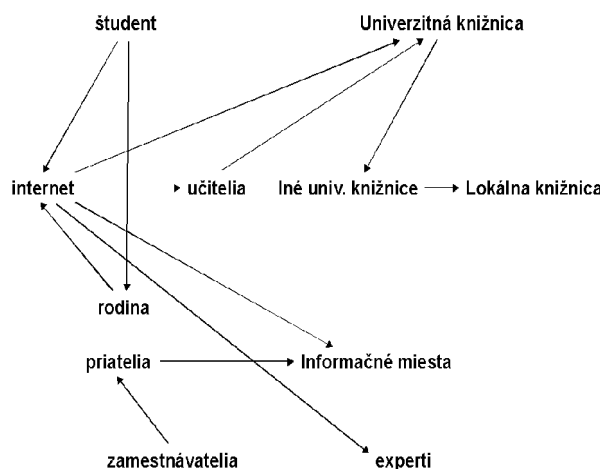 študent
Univerzitná knižnica
internet
učitelia
Iné univ. knižnice
Lokálna knižnica
rodina
priatelia
Informačné miesta
zamestnávatelia
experti